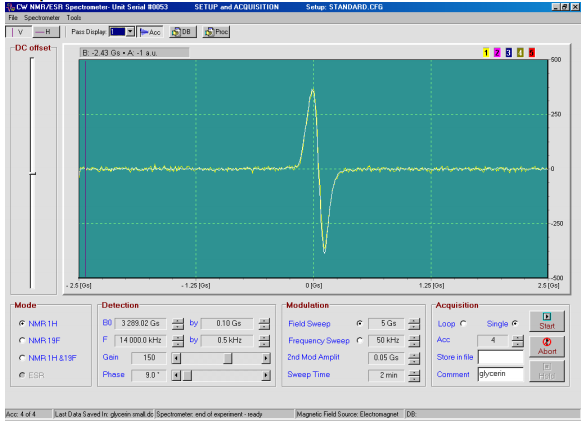 CW NMR/ESR Spectrometer- Unit Serial #0053 SETUP and ACQUISITION Setup: STANDARD.CFG
File Spectrometer Tools
V H Pass Display: 1 Acc DB Proc
DC offset
B: -2.43 Gs • A: -1 a.u.
1 2 3 4 5
500
-250
0
-250
-500
- 2.5 [Gs] - 1.25 [Gs] 0 [Gs] 1.25 [Gs] 2.5 [Gs]
Mode Detection Modulation Acquisition
NMR 1H B0 3 289.02 Gs by 0.10 Gs Field Sweep 5 Gs Loop Single Start
NMR 19F F 14 000.0 kHz by 0.5 kHz Frequency Sweep 50 kHz Acc 4 Abort
NMR 1H &19F Gain 150 2nd Mod Amplit 0.05 Gs Store in file
ESR Phase 9.0 ° Sweep Time 2 min Comment glycerin Hold
Acc: 4 of 4 Last Data Saved In: glycerin small.dc Spectrometer: end of experiment - ready Magnetic Field Source: Electromagnet DB: